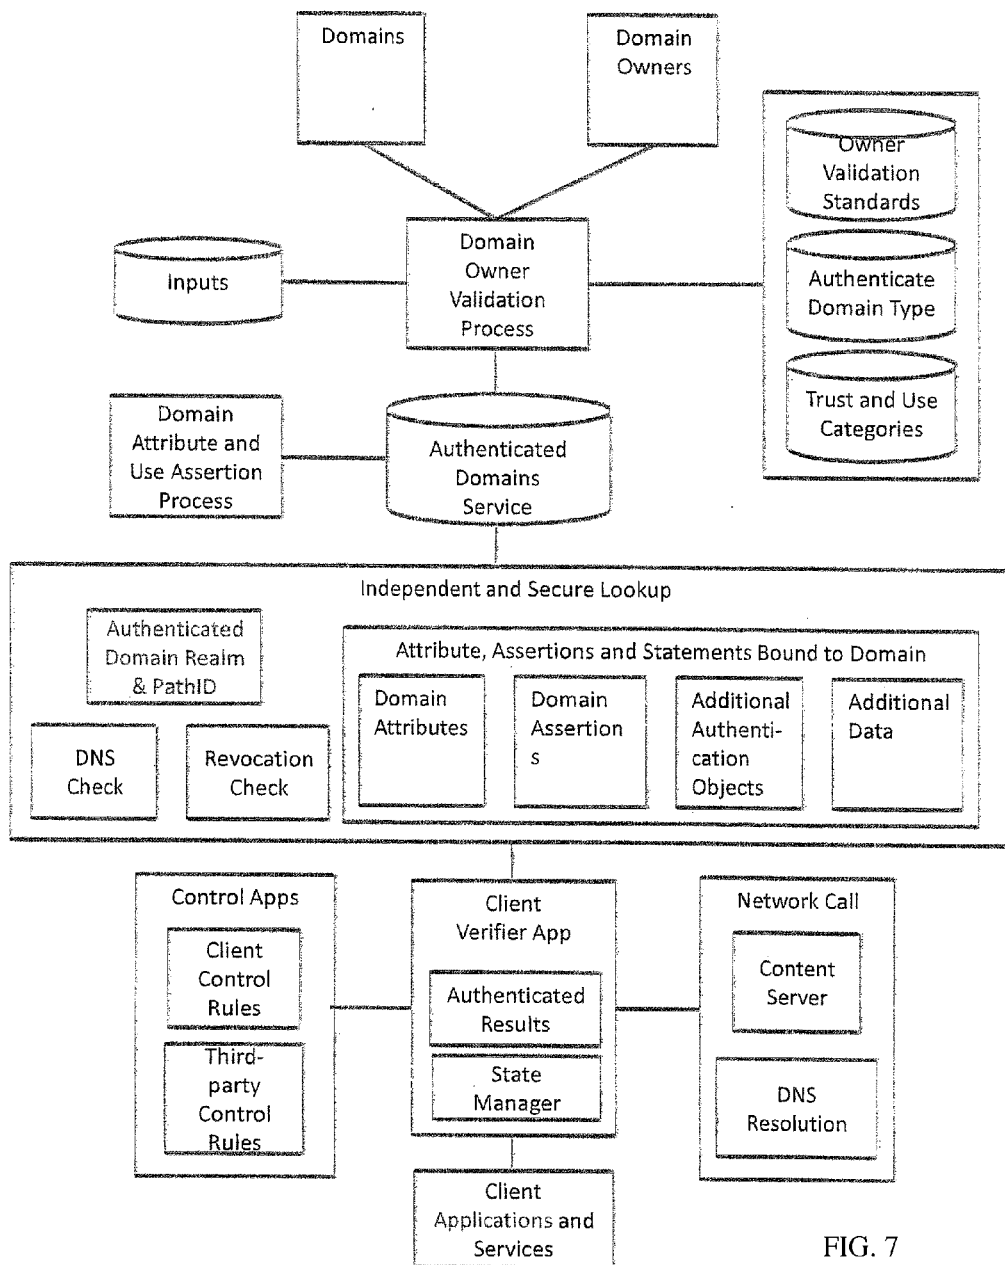 Domains
Domain
Owners
Owner
Validation
Standards
Authenticate
Domain Type
Trust and Use
Categories
Inputs
Domain
Owner
Validation
Process
Domain
Attribute and
Use Assertion
Process
Authenticated
Domains
Service
Independent and Secure Lookup
Authenticated
Domain Realm
& PathID
DNS
Check
Revocation
Check
Attribute, Assertions and Statements Bound to Domain
Domain
Attributes
Domain
Assertion
s
Additional
Authenti-
cation
Objects
Additional
Data
Control Apps
Client
Control
Rules
Third-
party
Control
Rules
Client
Verifier App
Authenticated
Results
State
Manager
Network Call
Content
Server
DNS
Resolution
Client
Applications and
Services
FIG. 7